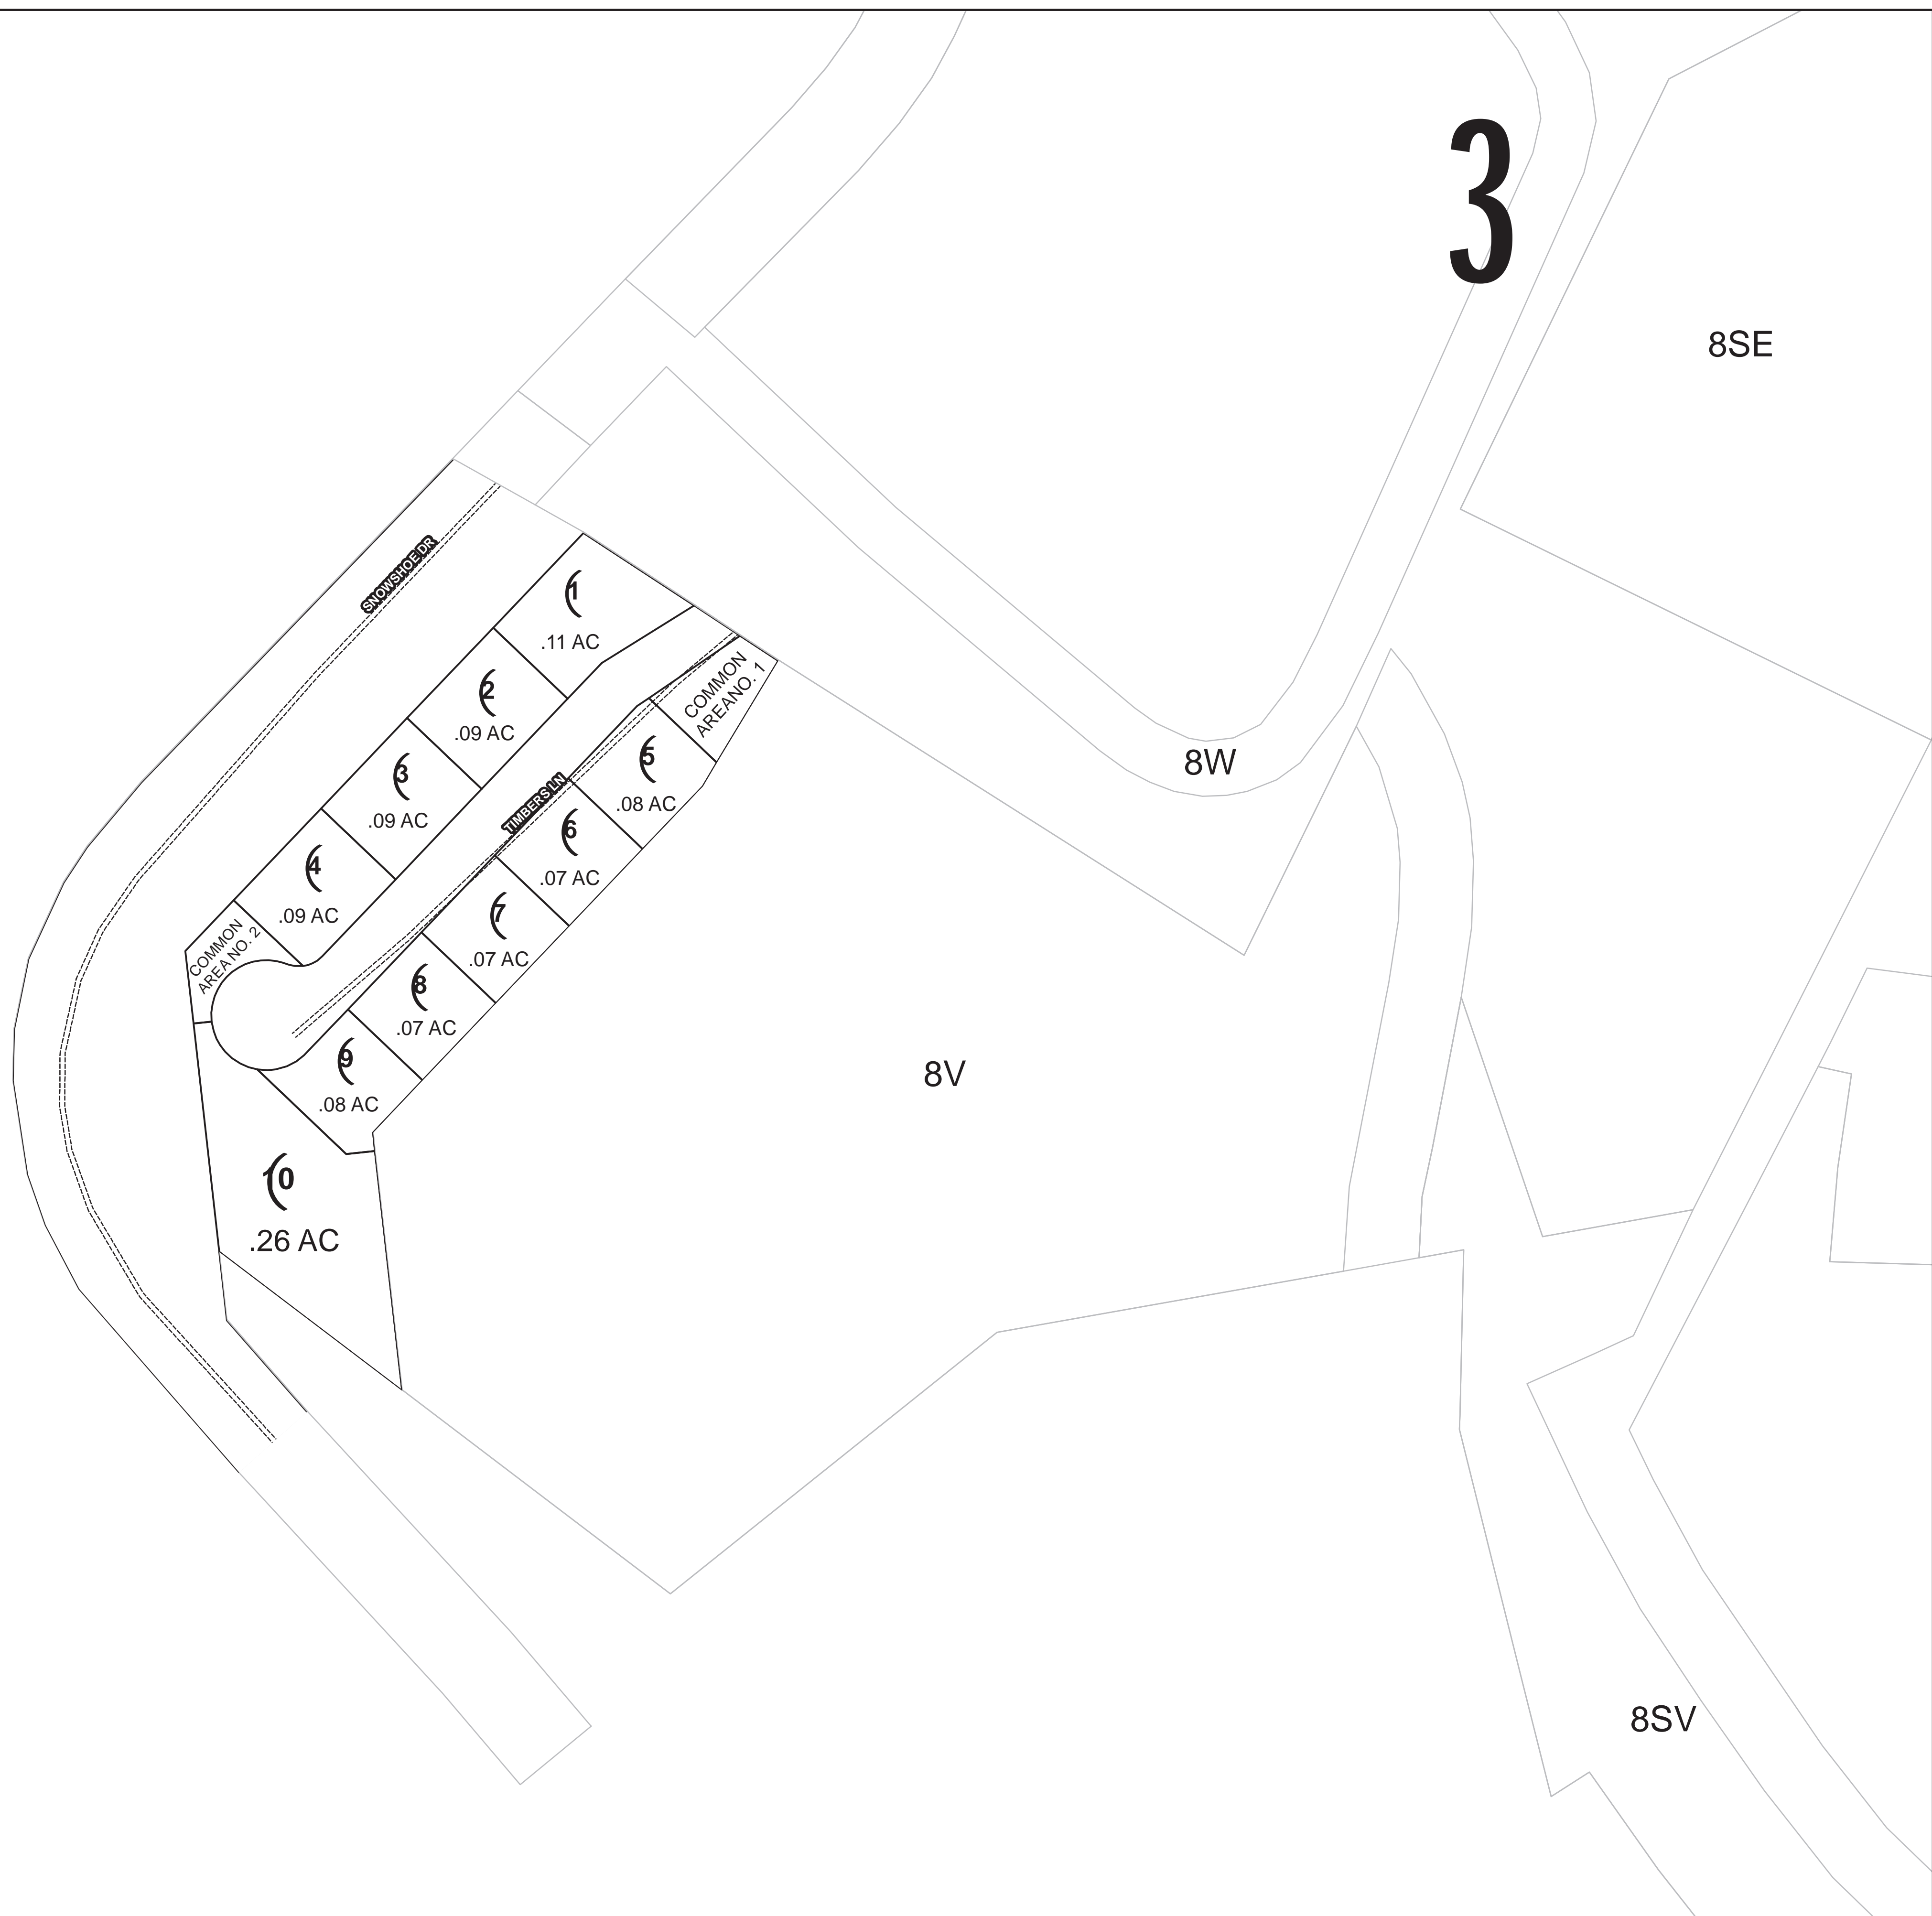 3
8SE
SNOWSHOE DR
1
.11 AC
COMMON
AREANO. 1
2
.09 AC
5
.08 AC
8W
3
.09 AC
TIMBERS LN
6
.07 AC
4
.09 AC
7
.07 AC
COMMON
AREA NO. 2
8
.07 AC
9
.08 AC
8V
10
.26 AC
8SV